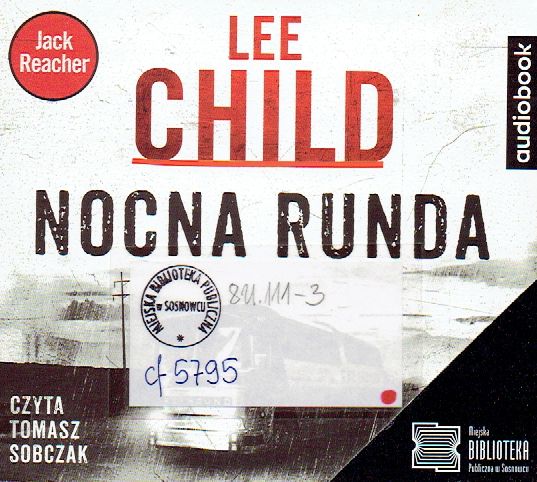 Jack
Reacher
LEE
CHILD
audiobook
NOCNA RUNDA
MIEJSKA BIBLIOTEKA PUBLICZNA
w SOSNOWCU
*
821.111-3
cf 5795
CZYTA
TOMASZ
SOBCZAK
Miejska
BIBLIOTEKA
Publiczna w Sosnowcu